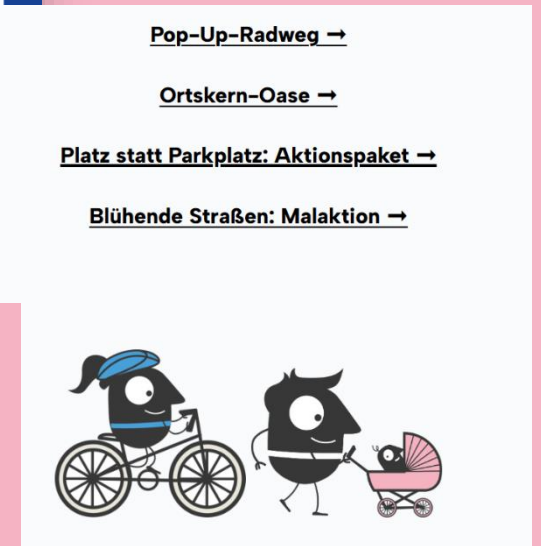 Pop-Up-Radweg →
Ortskern-Oase →
Platz statt Parkplatz: Aktionspaket →
Blühende Straßen: Malaktion →